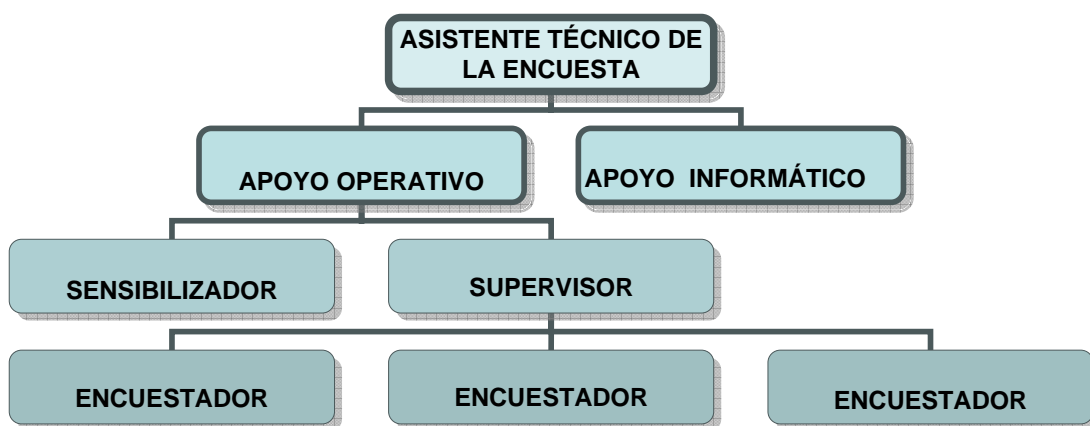 ASISTENTE TÉCNICO DE
LA ENCUESTA
APOYO OPERATIVO
APOYO INFORMÁTICO
SENSIBILIZADOR
SUPERVISOR
ENCUESTADOR
ENCUESTADOR
ENCUESTADOR